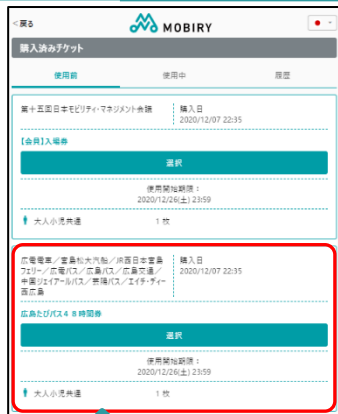 <戻る
MOBIRY
購入済みチケット
使用前 使用中 履歴
第十五回日本モビリティ・マネジメント会議
購入日
2020/12/07 22:35
【会員】入場券
選択
使用開始期限：
2020/12/26(土) 23:59
大人小児共通 1 枚
広電電車／宮島松大汽船／JR西日本宮島
フェリー／広電バス／広島バス／広島交通／
中国ジェイアールバス／芸陽バス／エイチ・ディー
西広島
購入日
2020/12/07 22:35
広島たびパス４８時間券
選択
使用開始期限：
2020/12/26(土) 23:59
大人小児共通 1 枚